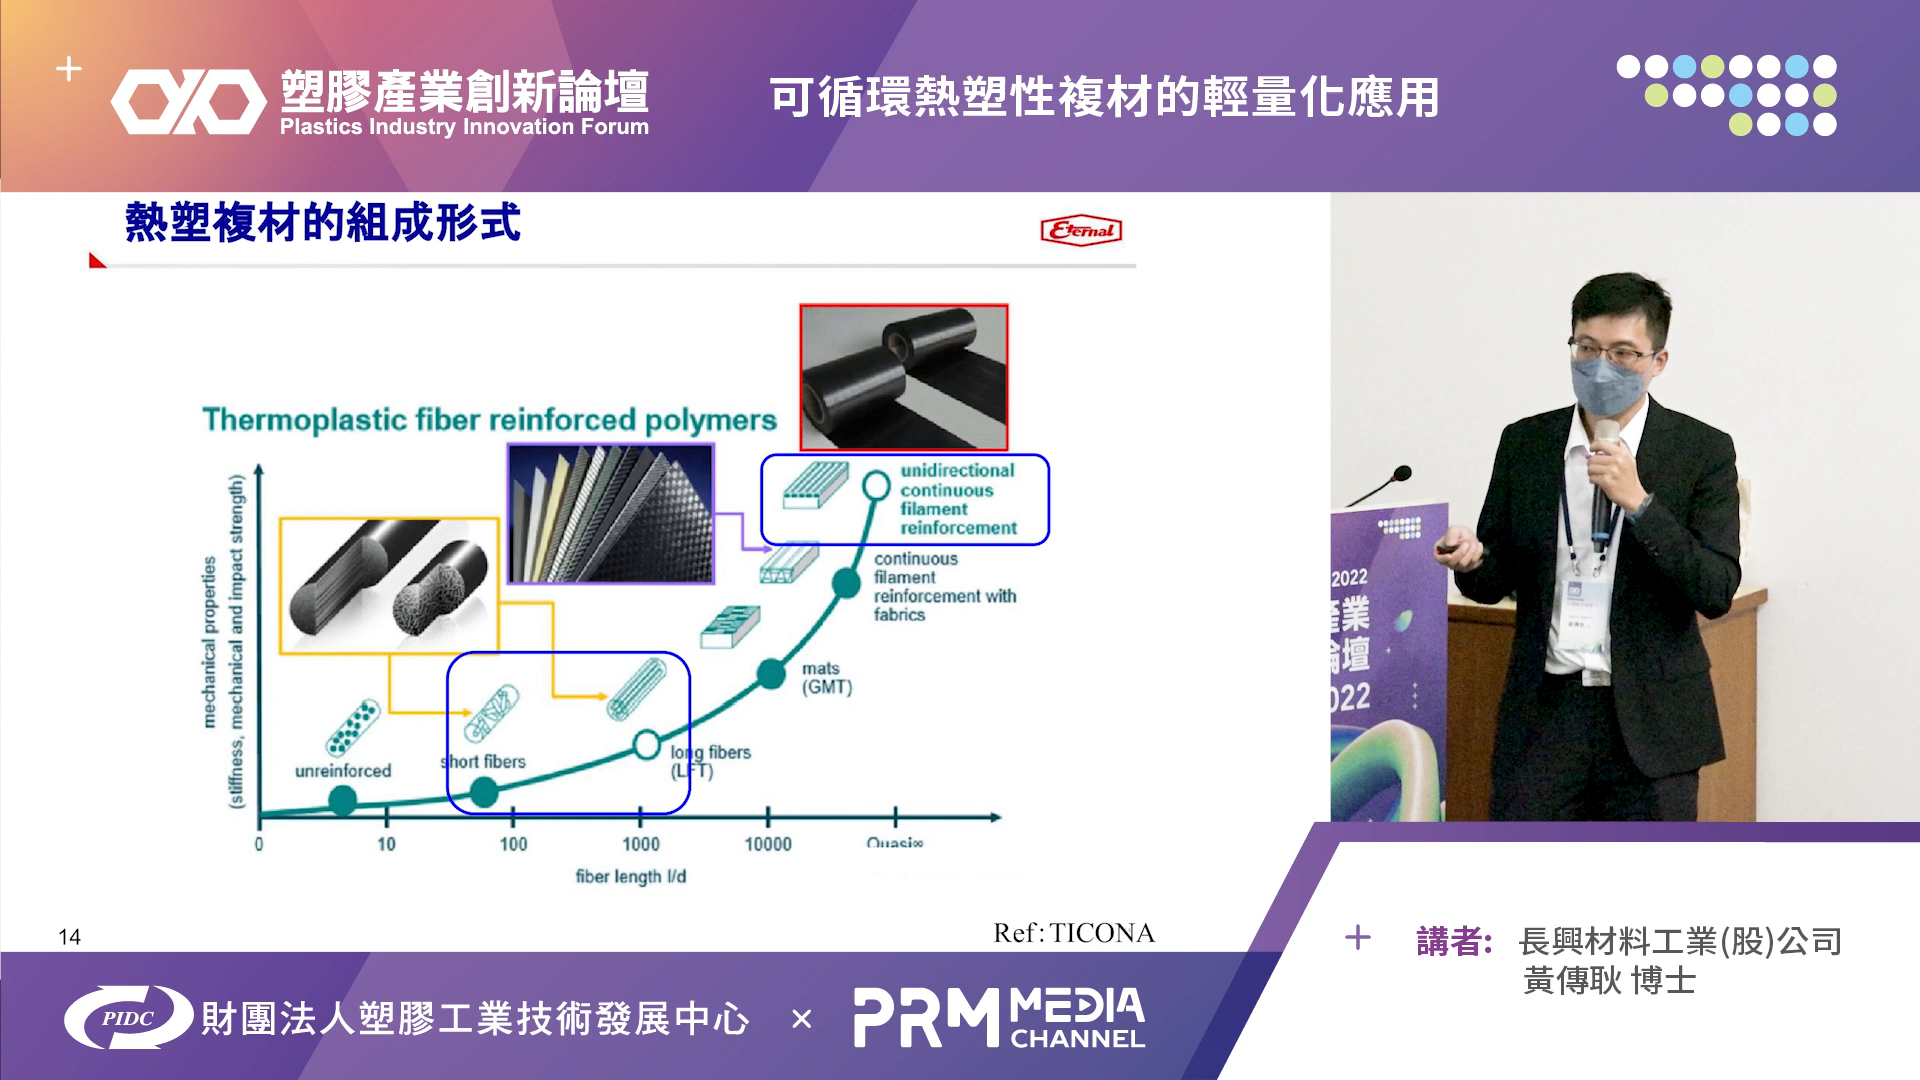 塑膠產業創新論壇
Plastics Industry Innovation Forum
可循環熱塑性複材的輕量化應用
熱塑複材的組成形式
Eternal
Thermoplastic fiber reinforced polymers
mechanical properties
(stiffness, mechanical and impact strength)
unidirectional
continuous
filament
reinforcement
continuous
filament
reinforcement with
fabrics
mats
(GMT)
long fibers
(LFT)
short fibers
unreinforced
0 10 100 1000 10000 Quasi∞
fiber length l/d
14
Ref: TICONA
2022
產業
論壇
022
講者: 長興材料工業(股)公司
黃傳耿 博士
PIDC 財團法人塑膠工業技術發展中心 × PRM MEDIA
CHANNEL